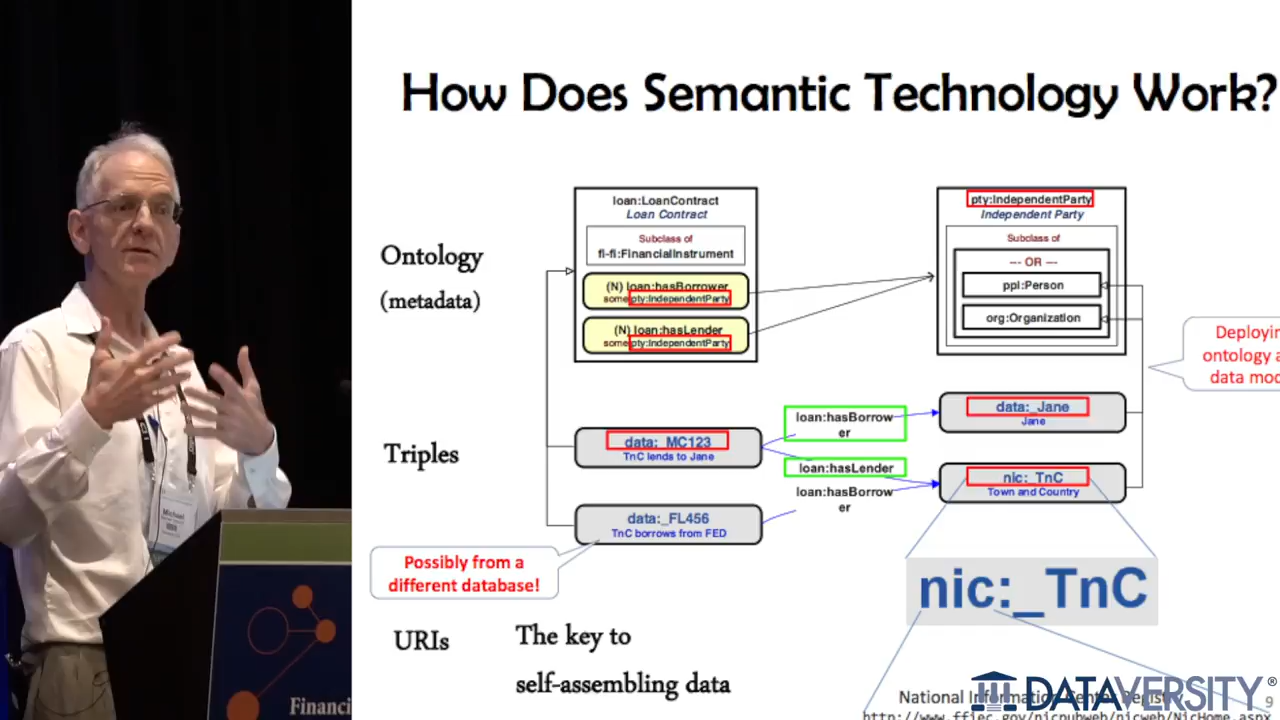 How Does Semantic Technology Work?
Ontology
(metadata)
loan:LoanContract
Loan Contract
Subclass of
fi-fi:FinancialInstrument
(N) loan:hasBorrower
some pty:IndependentParty
(N) loan:hasLender
some pty:IndependentParty
pty:IndependentParty
Independent Party
Subclass of
--- OR ---
ppl:Person
org:Organization
Deployin
ontology a
data mod
Triples
data:_MC123
TnC lends to Jane
loan:hasBorrow
er
loan:hasLender
loan:hasBorrow
er
data:_Jane
Jane
nic:_TnC
Town and Country
data:_FL456
TnC borrows from FED
Possibly from a
different database!
nic:_TnC
URIs
The key to
self-assembling data
National Information Center Registry
http://www.ffiec.gov/nicpubweb/nicweb/NicHome.aspx
DATAVERSITY®
9
Michael
Financi